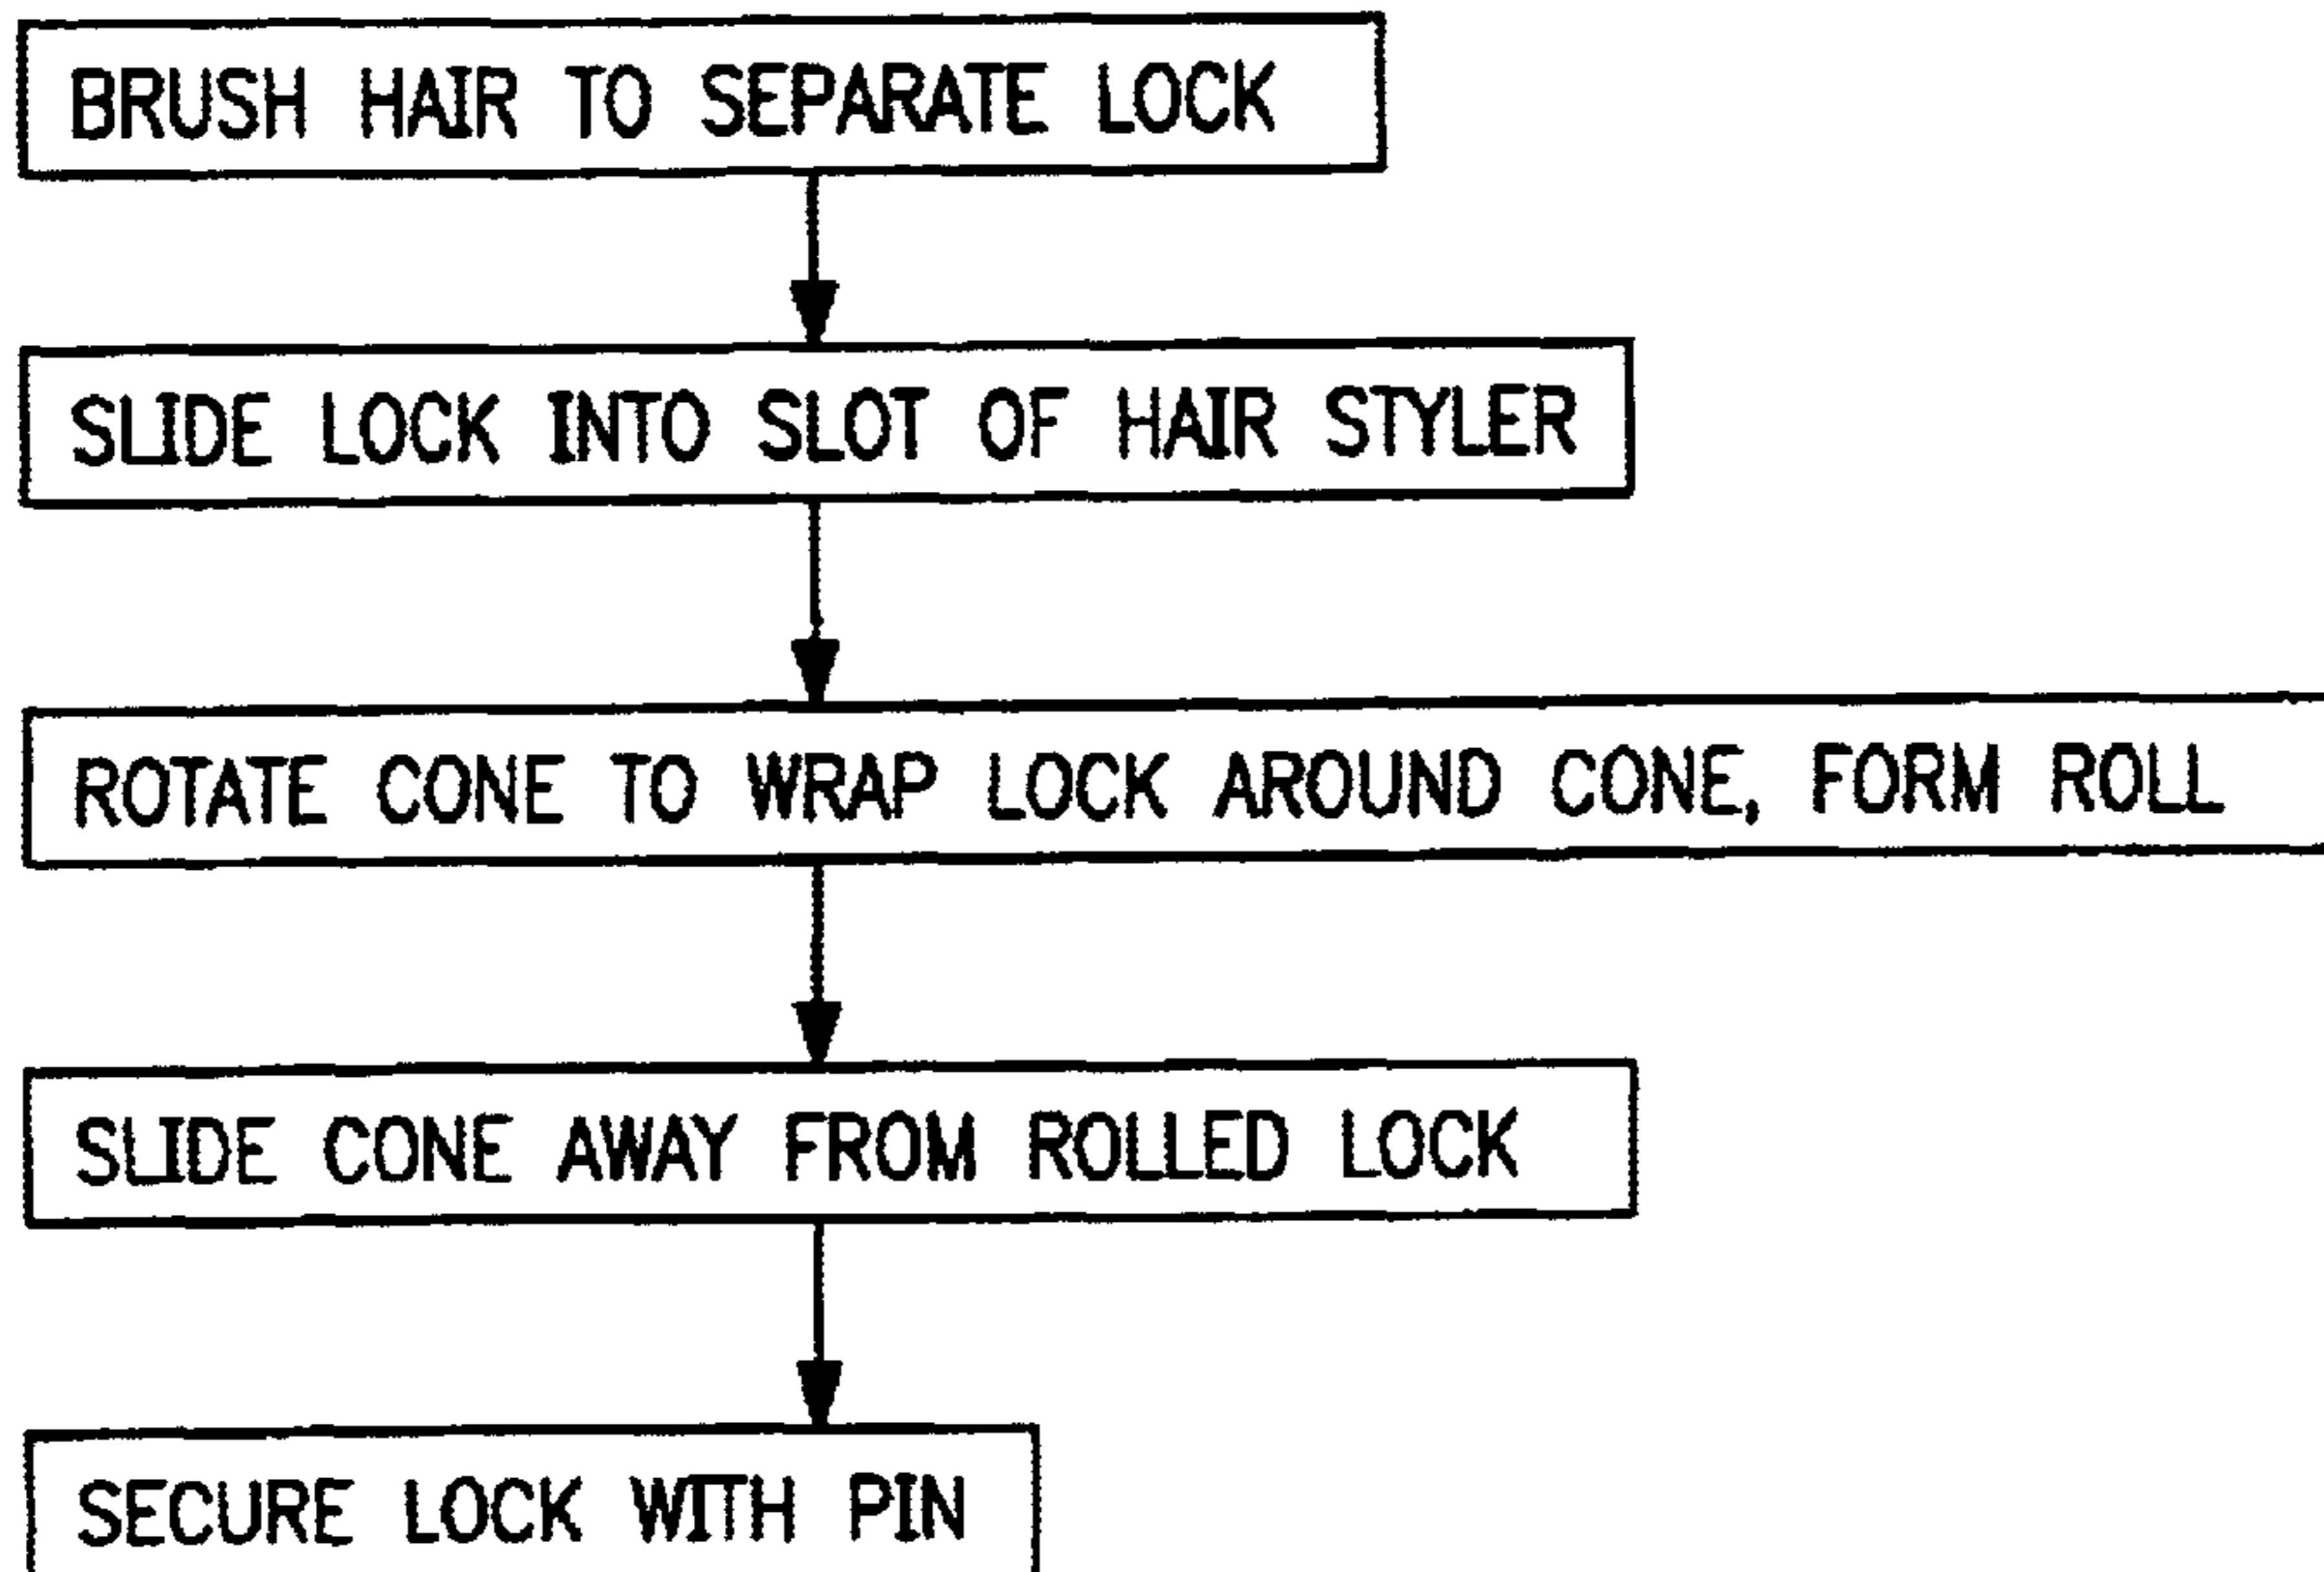 BRUSH HAIR TO SEPARATE LOCK
SLIDE LOCK INTO SLOT OF HAIR STYLER
ROTATE CONE TO WRAP LOCK AROUND CONE, FORM ROLL
SLIDE CONE AWAY FROM ROLLED LOCK
SECURE LOCK WITH PIN